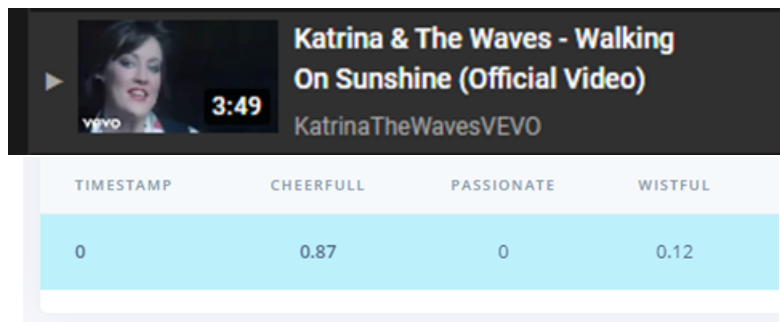 Katrina & The Waves - Walking
On Sunshine (Official Video)
3:49
vevo
KatrinaTheWavesVEVO
TIMESTAMP CHEERFULL PASSIONATE WISTFUL
0 0.87 0 0.12